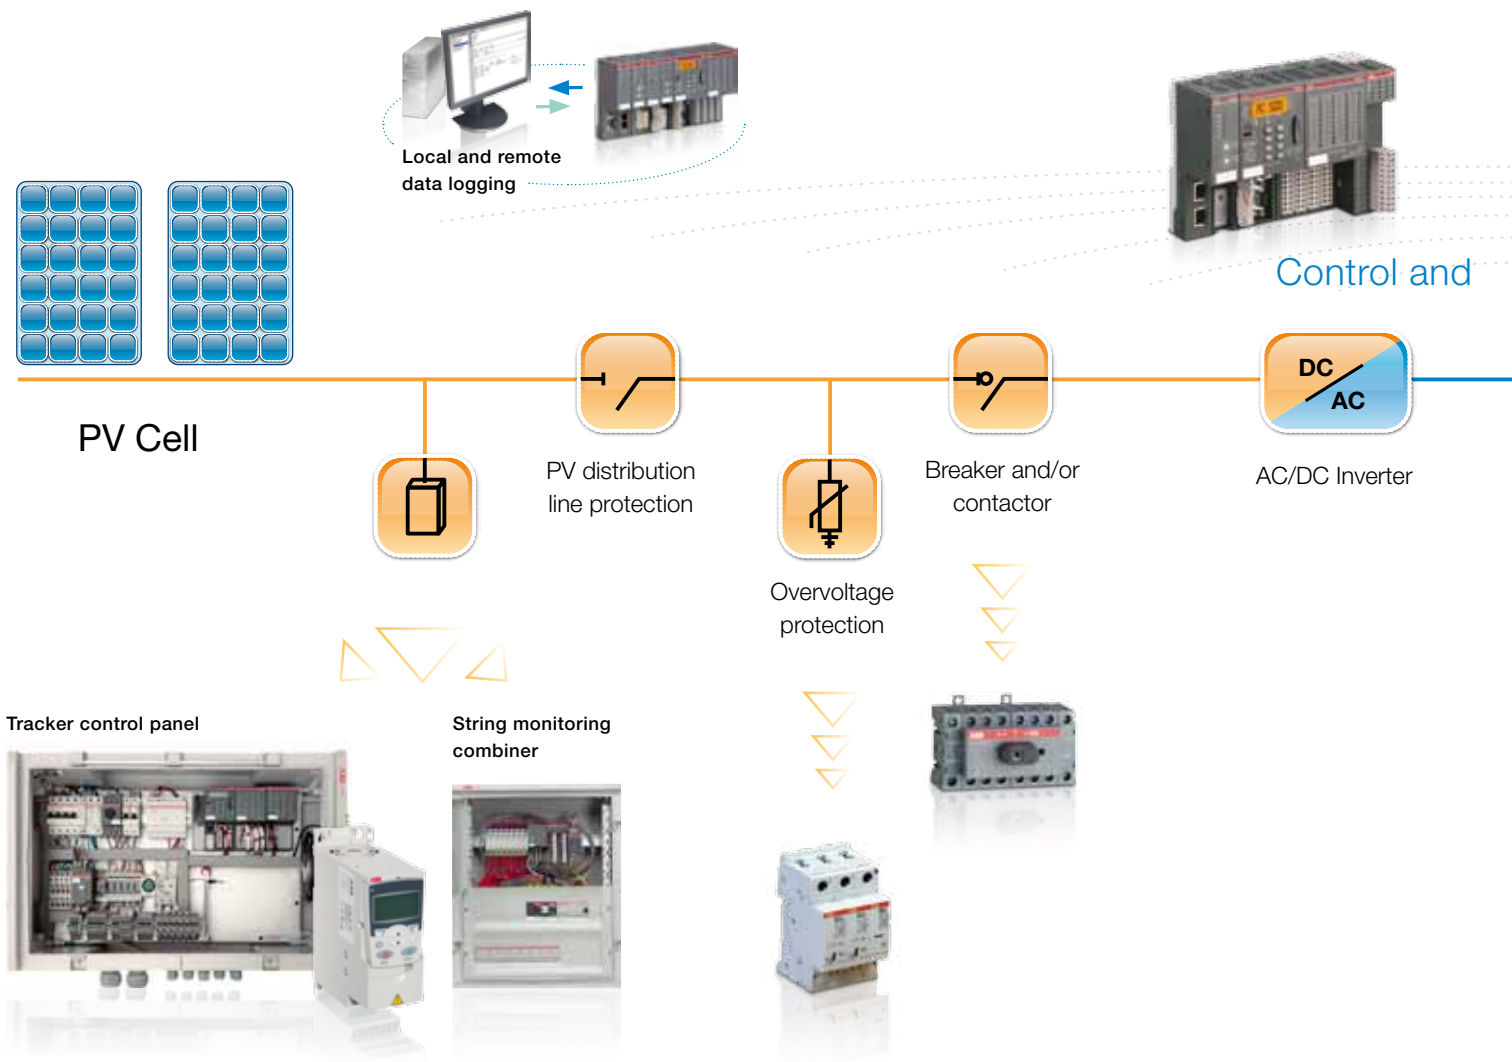 Local and remote
data logging
Control and
DC
AC
PV Cell
PV distribution
line protection
Breaker and/or
contactor
AC/DC Inverter
Overvoltage
protection
Tracker control panel
String monitoring
combiner